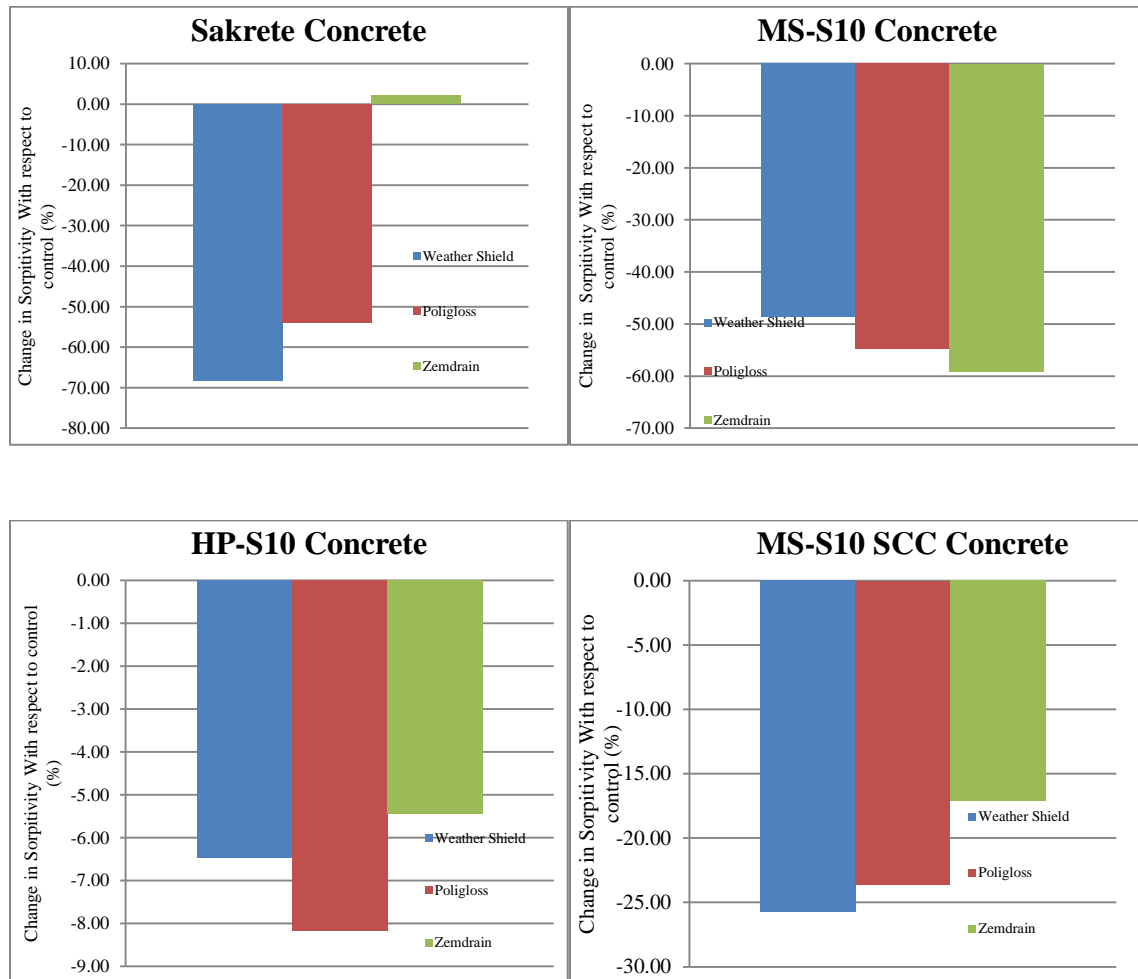 Sakrete Concrete
Change in Sorpitivity With respect to
control (%)
10.00
0.00
-10.00
-20.00
-30.00
-40.00
-50.00
-60.00
-70.00
-80.00
Weather Shield
Poligloss
Zemdrain
MS-S10 Concrete
Change in Sorpitivity With respect to
control (%)
0.00
-10.00
-20.00
-30.00
-40.00
-50.00
-60.00
-70.00
Weather Shield
Poligloss
Zemdrain
HP-S10 Concrete
Change in Sorpitivity With respect to control
(%)
0.00
-1.00
-2.00
-3.00
-4.00
-5.00
-6.00
-7.00
-8.00
-9.00
Weather Shield
Poligloss
Zemdrain
MS-S10 SCC Concrete
Change in Sorpitivity With respect to
control (%)
0.00
-5.00
-10.00
-15.00
-20.00
-25.00
-30.00
Weather Shield
Poligloss
Zemdrain